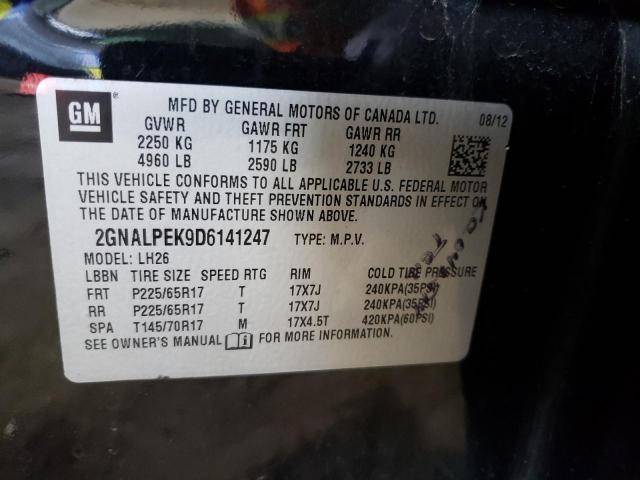 GM
MFD BY GENERAL MOTORS OF CANADA LTD. 08/12
GVWR GAWR FRT GAWR RR
2250 KG 1175 KG 1240 KG
4960 LB 2590 LB 2733 LB
THIS VEHICLE CONFORMS TO ALL APPLICABLE U.S. FEDERAL MOTOR
VEHICLE SAFETY AND THEFT PREVENTION STANDARDS IN EFFECT ON
THE DATE OF MANUFACTURE SHOWN ABOVE.
2GNALPEK9D6141247 TYPE: M.P.V.
MODEL: LH26
LBBN TIRE SIZE SPEED RTG RIM COLD TIRE PRESSURE
FRT P225/65R17 T 17X7J 240KPA(35PSI)
RR P225/65R17 T 17X7J 240KPA(35PSI)
SPA T145/70R17 M 17X4.5T 420KPA(60PSI)
SEE OWNER'S MANUAL FOR MORE INFORMATION.